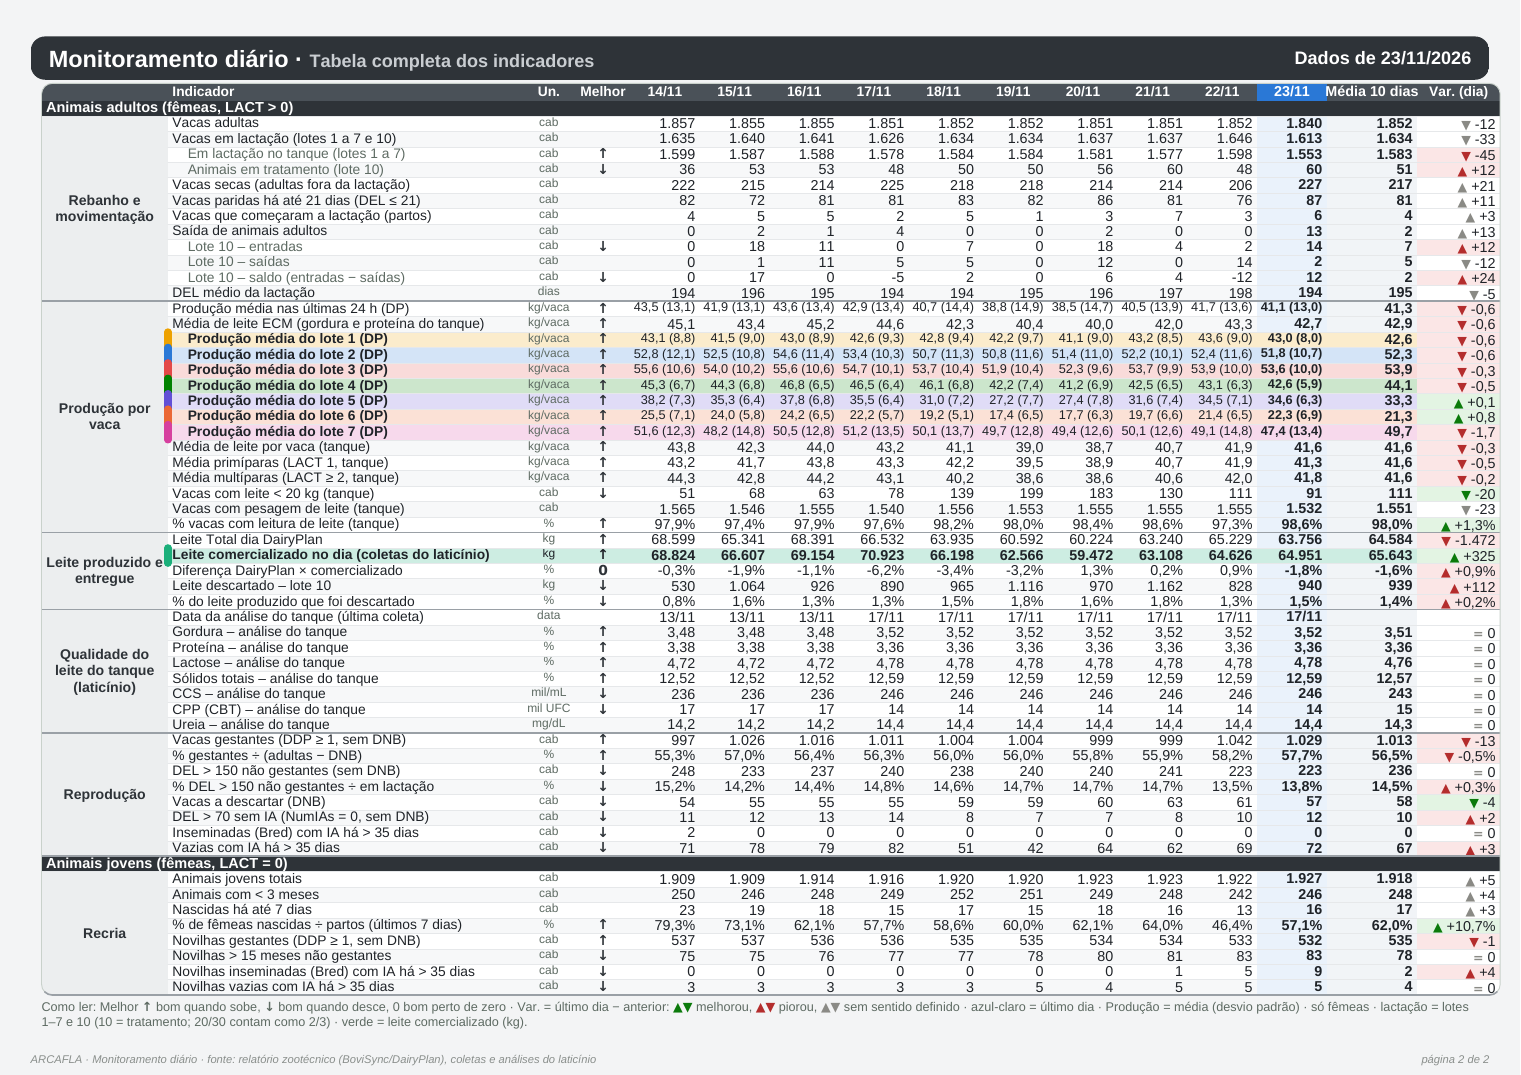 Monitoramento diário · Tabela completa dos indicadores Dados de 23/11/2026
Indicador Un. Melhor 14/11 15/11 16/11 17/11 18/11 19/11 20/11 21/11 22/11 23/11 Média 10 dias Var. (dia)
Animais adultos (fêmeas, LACT > 0)
Rebanho e movimentação
Vacas adultas cab 1.857 1.855 1.855 1.851 1.852 1.852 1.851 1.851 1.852 1.840 1.852 ▼ -12
Vacas em lactação (lotes 1 a 7 e 10) cab 1.635 1.640 1.641 1.626 1.634 1.634 1.637 1.637 1.646 1.613 1.634 ▼ -33
Em lactação no tanque (lotes 1 a 7) cab ↑ 1.599 1.587 1.588 1.578 1.584 1.584 1.581 1.577 1.598 1.553 1.583 ▼ -45
Animais em tratamento (lote 10) cab ↓ 36 53 53 48 50 50 56 60 48 60 51 ▲ +12
Vacas secas (adultas fora da lactação) cab 222 215 214 225 218 218 214 214 206 227 217 ▲ +21
Vacas paridas há até 21 dias (DEL ≤ 21) cab 82 72 81 81 83 82 86 81 76 87 81 ▲ +11
Vacas que começaram a lactação (partos) cab 4 5 5 2 5 1 3 7 3 6 4 ▲ +3
Saída de animais adultos cab 0 2 1 4 0 0 2 0 0 13 2 ▲ +13
Lote 10 – entradas cab ↓ 0 18 11 0 7 0 18 4 2 14 7 ▲ +12
Lote 10 – saídas cab 0 1 11 5 5 0 12 0 14 2 5 ▼ -12
Lote 10 – saldo (entradas − saídas) cab ↓ 0 17 0 -5 2 0 6 4 -12 12 2 ▲ +24
DEL médio da lactação dias 194 196 195 194 194 195 196 197 198 194 195 ▼ -5
Produção por vaca
Produção média nas últimas 24 h (DP) kg/vaca ↑ 43,5 (13,1) 41,9 (13,1) 43,6 (13,4) 42,9 (13,4) 40,7 (14,4) 38,8 (14,9) 38,5 (14,7) 40,5 (13,9) 41,7 (13,6) 41,1 (13,0) 41,3 ▼ -0,6
Média de leite ECM (gordura e proteína do tanque) kg/vaca ↑ 45,1 43,4 45,2 44,6 42,3 40,4 40,0 42,0 43,3 42,7 42,9 ▼ -0,6
Produção média do lote 1 (DP) kg/vaca ↑ 43,1 (8,8) 41,5 (9,0) 43,0 (9,0) 42,6 (9,3) 42,8 (9,4) 42,2 (9,7) 41,1 (9,0) 43,2 (8,5) 43,6 (9,0) 43,0 (8,0) 42,6 ▼ -0,6
Produção média do lote 2 (DP) kg/vaca ↑ 52,8 (12,1) 52,5 (10,8) 54,6 (11,4) 53,4 (10,3) 50,7 (11,3) 50,8 (11,6) 51,4 (11,0) 52,2 (10,1) 52,4 (11,6) 51,8 (10,7) 52,3 ▼ -0,6
Produção média do lote 3 (DP) kg/vaca ↑ 55,6 (10,6) 54,0 (10,2) 55,6 (10,6) 54,7 (10,1) 53,7 (10,4) 51,9 (10,4) 52,3 (9,6) 53,7 (9,9) 53,9 (10,0) 53,6 (10,0) 53,9 ▼ -0,3
Produção média do lote 4 (DP) kg/vaca ↑ 45,3 (6,7) 44,3 (6,8) 46,8 (6,5) 46,5 (6,4) 46,1 (6,8) 42,2 (7,4) 41,2 (6,9) 42,5 (6,5) 43,1 (6,3) 42,6 (5,9) 44,1 ▼ -0,5
Produção média do lote 5 (DP) kg/vaca ↑ 38,2 (7,3) 35,3 (6,4) 37,8 (6,8) 35,5 (6,4) 31,0 (7,2) 27,2 (7,7) 27,4 (7,8) 31,6 (7,4) 34,5 (7,1) 34,6 (6,3) 33,3 ▲ +0,1
Produção média do lote 6 (DP) kg/vaca ↑ 25,5 (7,1) 24,0 (5,8) 24,2 (6,5) 22,2 (5,7) 19,2 (5,1) 17,4 (6,5) 17,7 (6,3) 19,7 (6,6) 21,4 (6,5) 22,3 (6,9) 21,3 ▲ +0,8
Produção média do lote 7 (DP) kg/vaca ↑ 51,6 (12,3) 48,2 (14,8) 50,5 (12,8) 51,2 (13,5) 50,1 (13,7) 49,7 (12,8) 49,4 (12,6) 50,1 (12,6) 49,1 (14,8) 47,4 (13,4) 49,7 ▼ -1,7
Média de leite por vaca (tanque) kg/vaca ↑ 43,8 42,3 44,0 43,2 41,1 39,0 38,7 40,7 41,9 41,6 41,6 ▼ -0,3
Média primíparas (LACT 1, tanque) kg/vaca ↑ 43,2 41,7 43,8 43,3 42,2 39,5 38,9 40,7 41,9 41,3 41,6 ▼ -0,5
Média multíparas (LACT ≥ 2, tanque) kg/vaca ↑ 44,3 42,8 44,2 43,1 40,2 38,6 38,6 40,6 42,0 41,8 41,6 ▼ -0,2
Vacas com leite < 20 kg (tanque) cab ↓ 51 68 63 78 139 199 183 130 111 91 111 ▼ -20
Vacas com pesagem de leite (tanque) cab 1.565 1.546 1.555 1.540 1.556 1.553 1.555 1.555 1.555 1.532 1.551 ▼ -23
% vacas com leitura de leite (tanque) % ↑ 97,9% 97,4% 97,9% 97,6% 98,2% 98,0% 98,4% 98,6% 97,3% 98,6% 98,0% ▲ +1,3%
Leite produzido e entregue
Leite Total dia DairyPlan kg ↑ 68.599 65.341 68.391 66.532 63.935 60.592 60.224 63.240 65.229 63.756 64.584 ▼ -1.472
Leite comercializado no dia (coletas do laticínio) kg ↑ 68.824 66.607 69.154 70.923 66.198 62.566 59.472 63.108 64.626 64.951 65.643 ▲ +325
Diferença DairyPlan × comercializado % 0 -0,3% -1,9% -1,1% -6,2% -3,4% -3,2% 1,3% 0,2% 0,9% -1,8% -1,6% ▲ +0,9%
Leite descartado – lote 10 kg ↓ 530 1.064 926 890 965 1.116 970 1.162 828 940 939 ▲ +112
% do leite produzido que foi descartado % ↓ 0,8% 1,6% 1,3% 1,3% 1,5% 1,8% 1,6% 1,8% 1,3% 1,5% 1,4% ▲ +0,2%
Qualidade do leite do tanque (laticínio)
Data da análise do tanque (última coleta) data 13/11 13/11 13/11 17/11 17/11 17/11 17/11 17/11 17/11 17/11
Gordura – análise do tanque % ↑ 3,48 3,48 3,48 3,52 3,52 3,52 3,52 3,52 3,52 3,52 3,51 = 0
Proteína – análise do tanque % ↑ 3,38 3,38 3,38 3,36 3,36 3,36 3,36 3,36 3,36 3,36 3,36 = 0
Lactose – análise do tanque % ↑ 4,72 4,72 4,72 4,78 4,78 4,78 4,78 4,78 4,78 4,78 4,76 = 0
Sólidos totais – análise do tanque % ↑ 12,52 12,52 12,52 12,59 12,59 12,59 12,59 12,59 12,59 12,59 12,57 = 0
CCS – análise do tanque mil/mL ↓ 236 236 236 246 246 246 246 246 246 246 243 = 0
CPP (CBT) – análise do tanque mil UFC ↓ 17 17 17 14 14 14 14 14 14 14 15 = 0
Ureia – análise do tanque mg/dL 14,2 14,2 14,2 14,4 14,4 14,4 14,4 14,4 14,4 14,4 14,3 = 0
Reprodução
Vacas gestantes (DDP ≥ 1, sem DNB) cab ↑ 997 1.026 1.016 1.011 1.004 1.004 999 999 1.042 1.029 1.013 ▼ -13
% gestantes ÷ (adultas − DNB) % ↑ 55,3% 57,0% 56,4% 56,3% 56,0% 56,0% 55,8% 55,9% 58,2% 57,7% 56,5% ▼ -0,5%
DEL > 150 não gestantes (sem DNB) cab ↓ 248 233 237 240 238 240 240 241 223 223 236 = 0
% DEL > 150 não gestantes ÷ em lactação % ↓ 15,2% 14,2% 14,4% 14,8% 14,6% 14,7% 14,7% 14,7% 13,5% 13,8% 14,5% ▲ +0,3%
Vacas a descartar (DNB) cab ↓ 54 55 55 55 59 59 60 63 61 57 58 ▼ -4
DEL > 70 sem IA (NumIAs = 0, sem DNB) cab ↓ 11 12 13 14 8 7 7 8 10 12 10 ▲ +2
Inseminadas (Bred) com IA há > 35 dias cab ↓ 2 0 0 0 0 0 0 0 0 0 0 = 0
Vazias com IA há > 35 dias cab ↓ 71 78 79 82 51 42 64 62 69 72 67 ▲ +3
Animais jovens (fêmeas, LACT = 0)
Recria
Animais jovens totais cab 1.909 1.909 1.914 1.916 1.920 1.920 1.923 1.923 1.922 1.927 1.918 ▲ +5
Animais com < 3 meses cab 250 246 248 249 252 251 249 248 242 246 248 ▲ +4
Nascidas há até 7 dias cab 23 19 18 15 17 15 18 16 13 16 17 ▲ +3
% de fêmeas nascidas ÷ partos (últimos 7 dias) % ↑ 79,3% 73,1% 62,1% 57,7% 58,6% 60,0% 62,1% 64,0% 46,4% 57,1% 62,0% ▲ +10,7%
Novilhas gestantes (DDP ≥ 1, sem DNB) cab ↑ 537 537 536 536 535 535 534 534 533 532 535 ▼ -1
Novilhas > 15 meses não gestantes cab ↓ 75 75 76 77 77 78 80 81 83 83 78 = 0
Novilhas inseminadas (Bred) com IA há > 35 dias cab ↓ 0 0 0 0 0 0 0 1 5 9 2 ▲ +4
Novilhas vazias com IA há > 35 dias cab ↓ 3 3 3 3 5 4 5 5 5 5 4 = 0
Como ler: Melhor ↑ bom quando sobe, ↓ bom quando desce, 0 bom perto de zero · Var. = último dia − anterior: ▲▼ melhorou, ▲▼ piorou, ▲▼ sem sentido definido · azul-claro = último dia · Produção = média (desvio padrão) · só fêmeas · lactação = lotes
1–7 e 10 (10 = tratamento; 20/30 contam como 2/3) · verde = leite comercializado (kg).
ARCAFLA · Monitoramento diário · fonte: relatório zootécnico (BoviSync/DairyPlan), coletas e análises do laticínio página 2 de 2